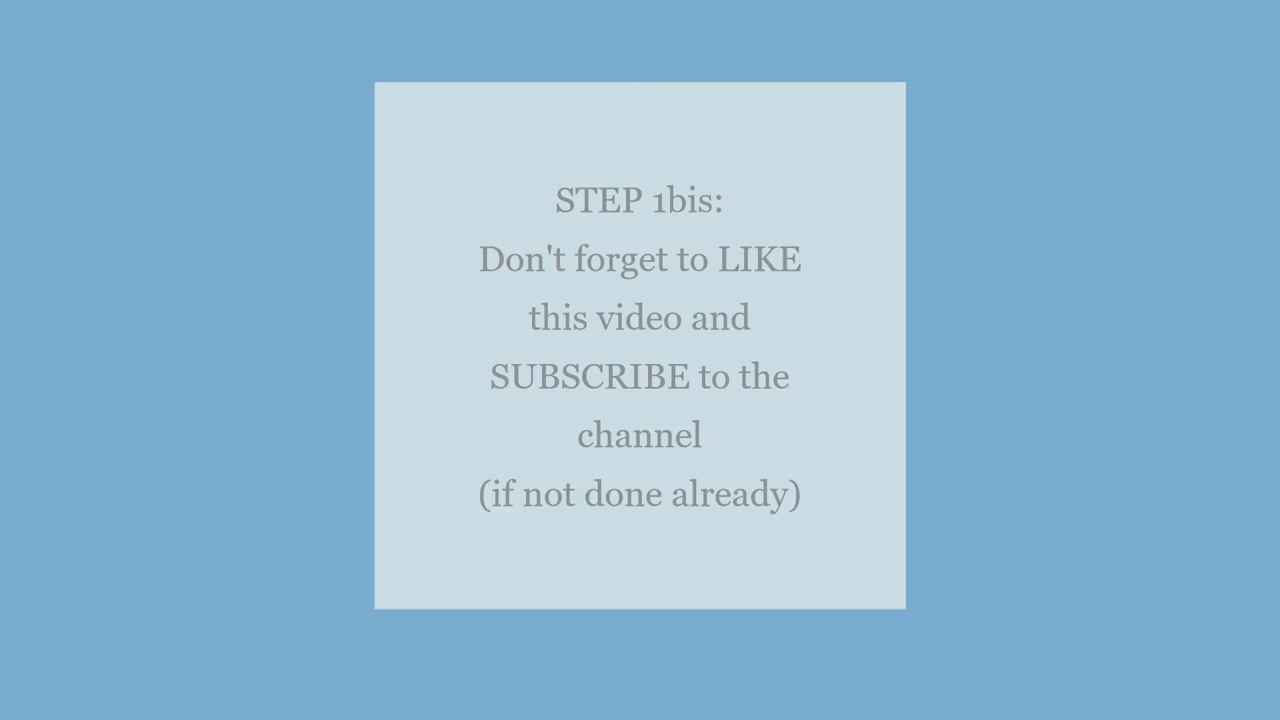 STEP 1bis:
Don't forget to LIKE
this video and
SUBSCRIBE to the
channel
(if not done already)